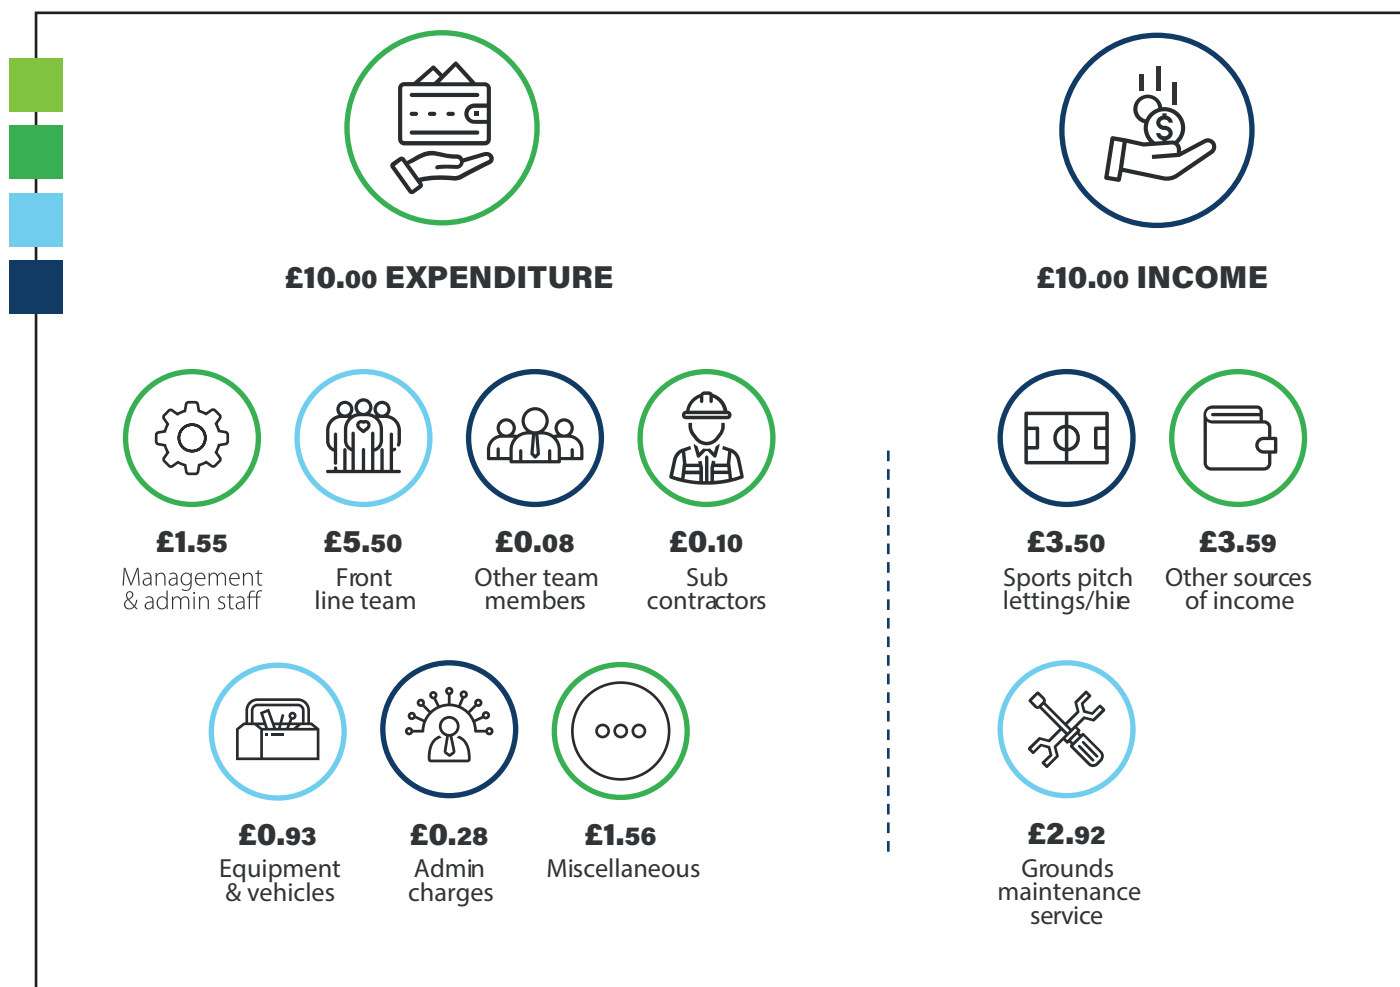 £10.00 EXPENDITURE
£1.55
Management
& admin staff
£5.50
Front
line team
£0.08
Other team
members
£0.10
Sub
contractors
£0.93
Equipment
& vehicles
£0.28
Admin
charges
£1.56
Miscellaneous
$
£10.00 INCOME
£3.50
Sports pitch
lettings/hire
£3.59
Other sources
of income
£2.92
Grounds
maintenance
service